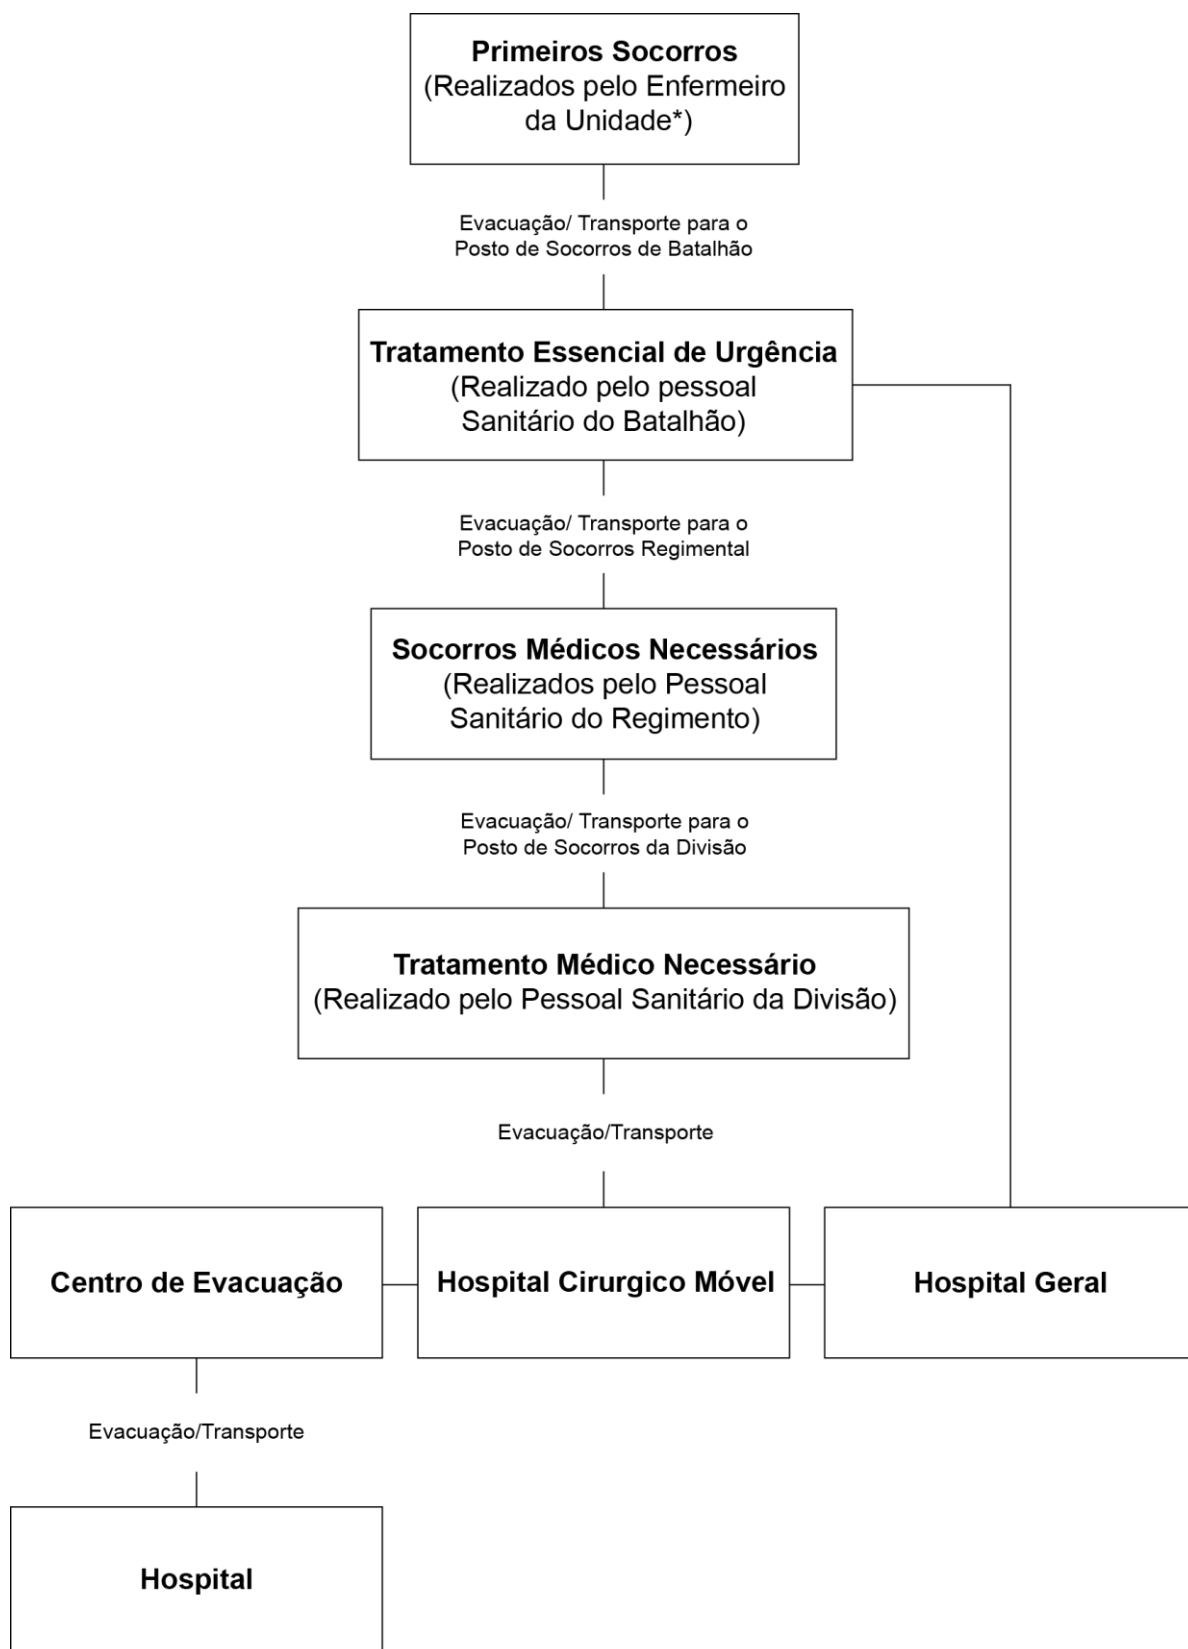 Primeiros Socorros
(Realizados pelo Enfermeiro
da Unidade*)
Evacuação/ Transporte para o
Posto de Socorros de Batalhão
Tratamento Essencial de Urgência
(Realizado pelo pessoal
Sanitário do Batalhão)
Evacuação/ Transporte para o
Posto de Socorros Regimental
Socorros Médicos Necessários
(Realizados pelo Pessoal
Sanitário do Regimento)
Evacuação/ Transporte para o
Posto de Socorros da Divisão
Tratamento Médico Necessário
(Realizado pelo Pessoal Sanitário da Divisão)
Evacuação/Transporte
Centro de Evacuação
Hospital Cirurgico Móvel
Hospital Geral
Evacuação/Transporte
Hospital